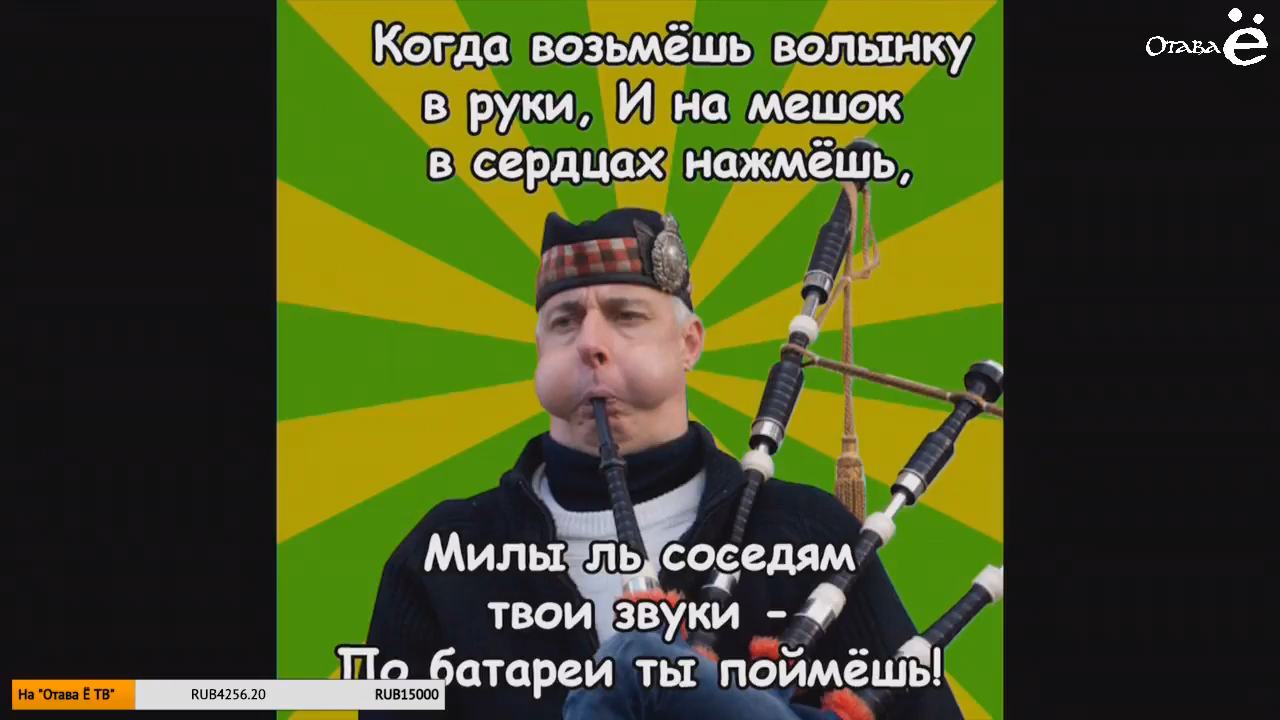 Когда возьмёшь волынку
в руки, И на мешок
в сердцах нажмёшь,
Милы ль соседям
твои звуки -
По батареи ты поймёшь!
Отава Ё
На "Отава Ё ТВ" RUB4256.20 RUB15000